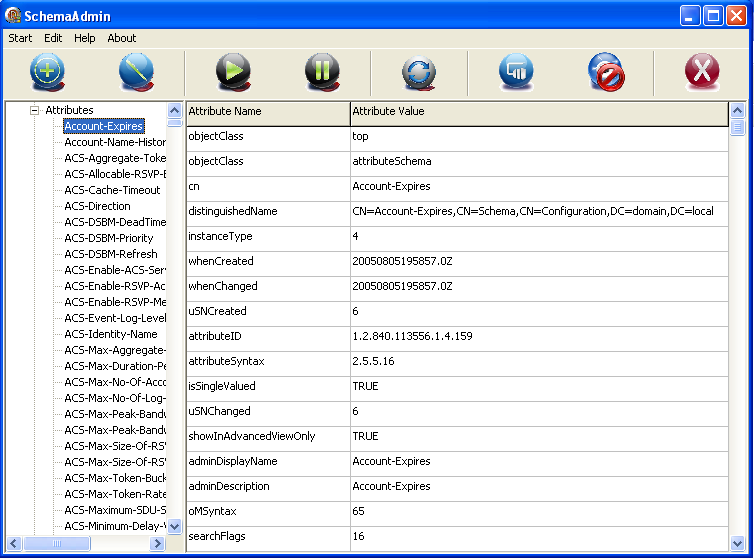 SchemaAdmin
Start Edit Help About
Attributes
Account-Expires
Account-Name-Histor
ACS-Aggregate-Toke
ACS-Allocable-RSVP-B
ACS-Cache-Timeout
ACS-Direction
ACS-DSBM-DeadTime
ACS-DSBM-Priority
ACS-DSBM-Refresh
ACS-Enable-ACS-Serv
ACS-Enable-RSVP-Ac
ACS-Enable-RSVP-Me
ACS-Event-Log-Level
ACS-Identity-Name
ACS-Max-Aggregate-
ACS-Max-Duration-Pe
ACS-Max-No-Of-Acco
ACS-Max-No-Of-Log-
ACS-Max-Peak-Bandw
ACS-Max-Peak-Bandw
ACS-Max-Size-Of-RSV
ACS-Max-Size-Of-RSV
ACS-Max-Token-Buck
ACS-Max-Token-Rate
ACS-Maximum-SDU-S
ACS-Minimum-Delay-V
Attribute Name Attribute Value
objectClass top
objectClass attributeSchema
cn Account-Expires
distinguishedName CN=Account-Expires,CN=Schema,CN=Configuration,DC=domain,DC=local
instanceType 4
whenCreated 20050805195857.0Z
whenChanged 20050805195857.0Z
uSNCreated 6
attributeID 1.2.840.113556.1.4.159
attributeSyntax 2.5.5.16
isSingleValued TRUE
uSNChanged 6
showInAdvancedViewOnly TRUE
adminDisplayName Account-Expires
adminDescription Account-Expires
oMSyntax 65
searchFlags 16